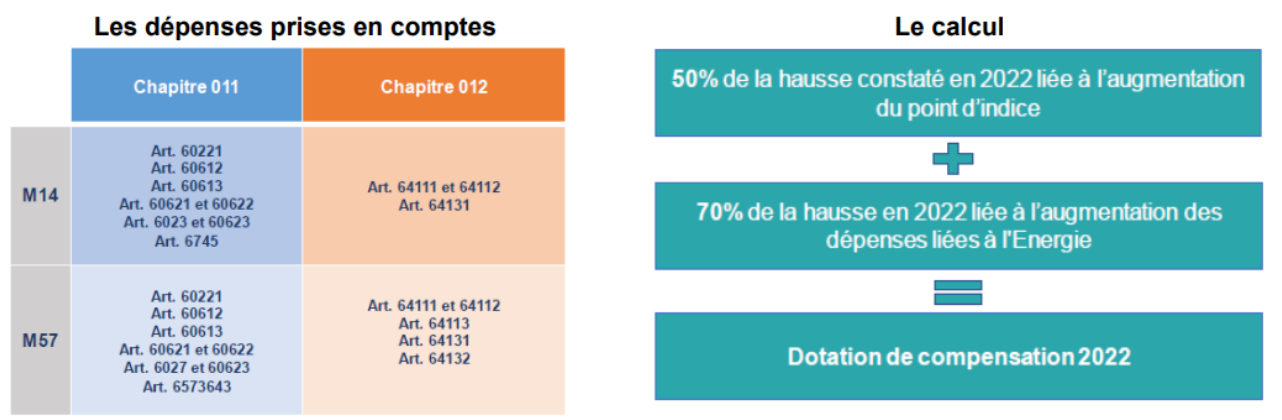 Les dépenses prises en comptes
Chapitre 011
Chapitre 012
M14
Art. 60221
Art. 60612
Art. 60613
Art. 60621 et 60622
Art. 6023 et 60623
Art. 6745
Art. 64111 et 64112
Art. 64131
M57
Art. 60221
Art. 60612
Art. 60613
Art. 60621 et 60622
Art. 6027 et 60623
Art. 6573643
Art. 64111 et 64112
Art. 64113
Art. 64131
Art. 64132
Le calcul
50% de la hausse constaté en 2022 liée à l'augmentation
du point d'indice
70% de la hausse en 2022 liée à l'augmentation des
dépenses liées à l'Energie
Dotation de compensation 2022